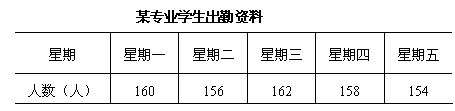 某专业学生出勤资料
星期 星期一 星期二 星期三 星期四 星期五
人数（人） 160 156 162 158 154